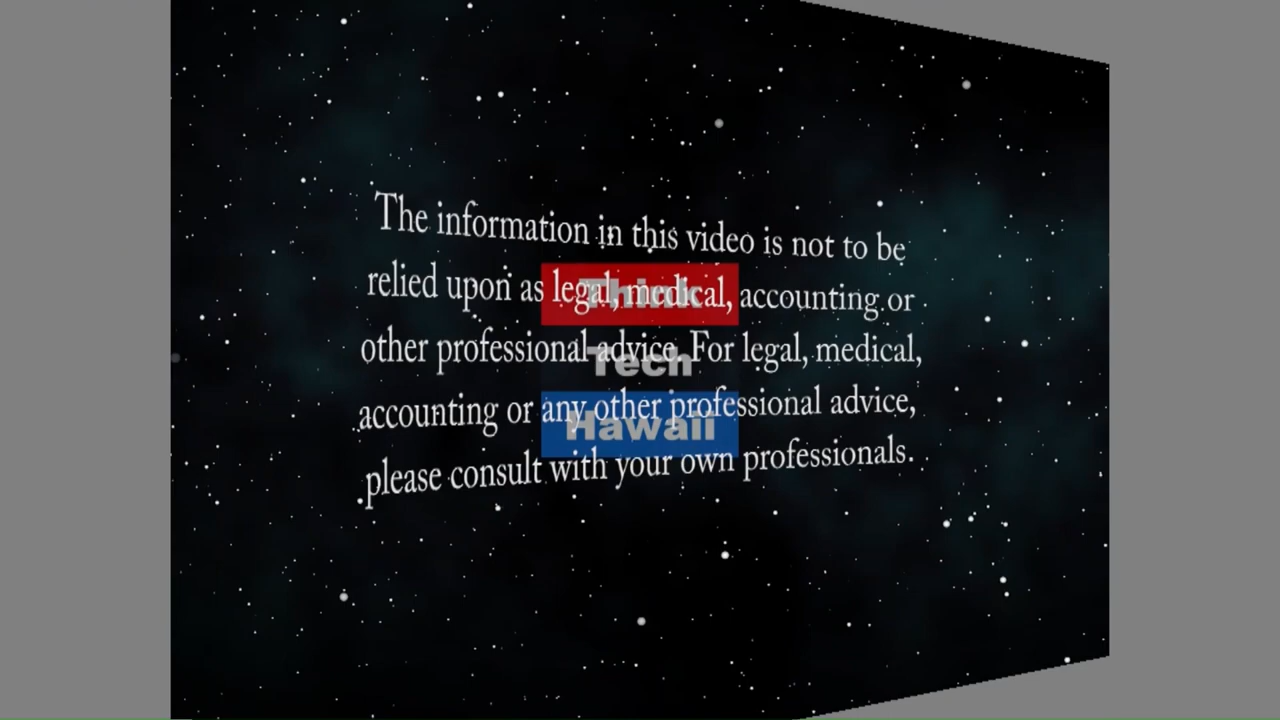 The information in this video is not to be
relied upon as legal, medical, accounting or
other professional advice. For legal, medical,
accounting or any other professional advice,
please consult with your own professionals.
Think
Tech
Hawaii